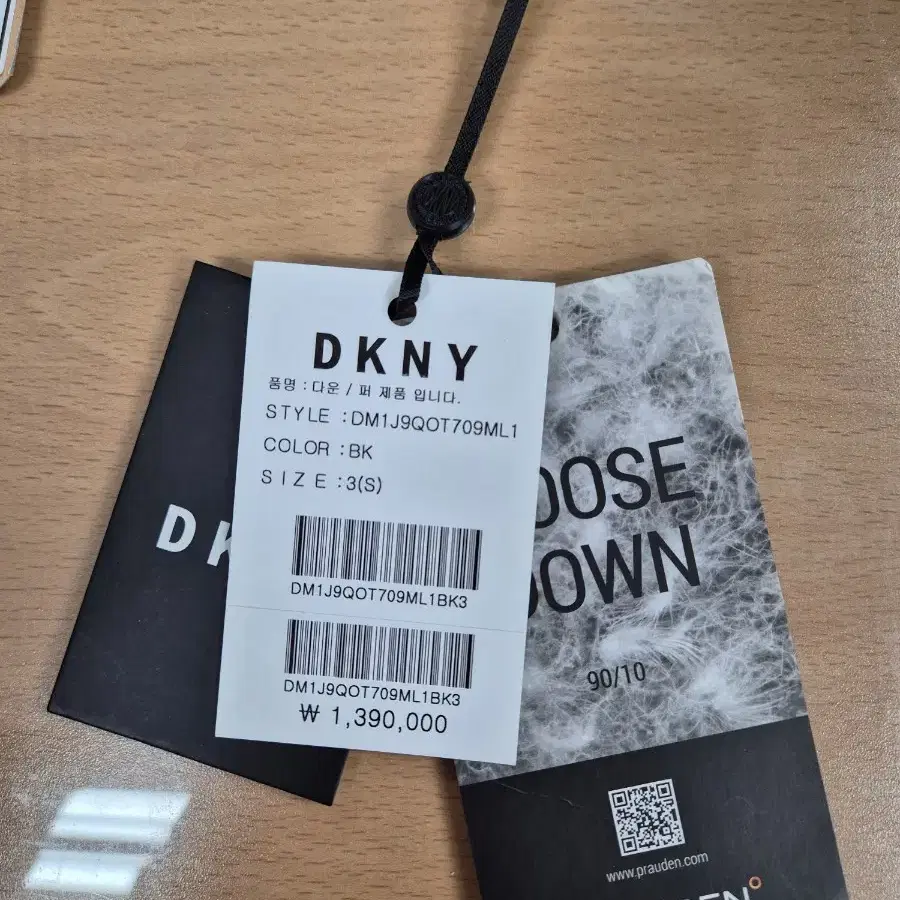 DKNY
품명 : 다운 / 퍼 제품 입니다.
STYLE :DM1J9QOT709ML1
COLOR :BK
SIZE :3(S)
DM1J9QOT709ML1BK3
DM1J9QOT709ML1BK3
₩ 1,390,000
DK
OOSE
DOWN
90/10
www.prauden.com